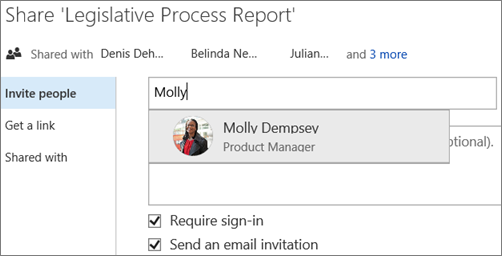 Share 'Legislative Process Report'
Shared with Denis Deh... Belinda Ne... Julian... and 3 more
Invite people
Molly
Get a link
Molly Dempsey
Product Manager
ptional).
Shared with
Require sign-in
Send an email invitation